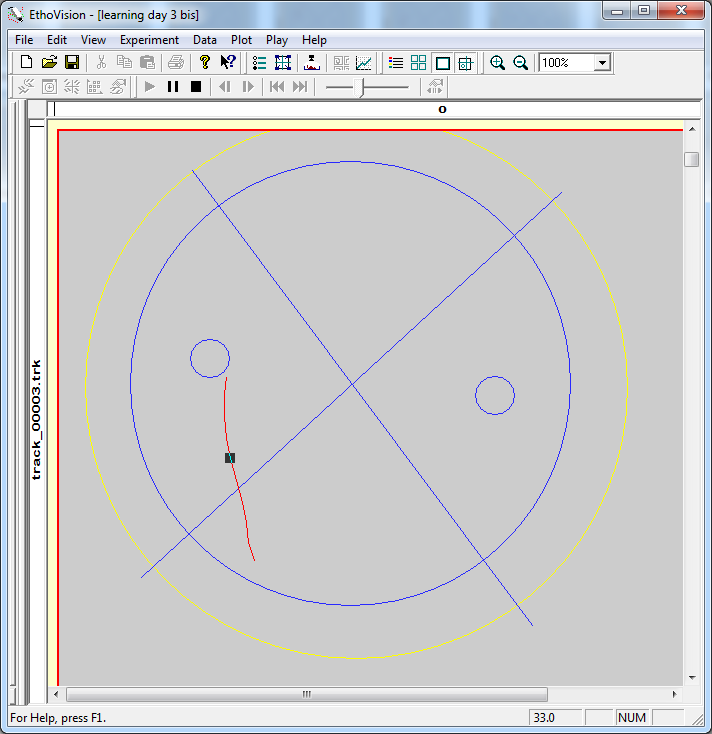 EthoVision - [learning day 3 bis]
File Edit View Experiment Data Plot Play Help
100%
0
track_00003.trk
For Help, press F1.
33.0
NUM